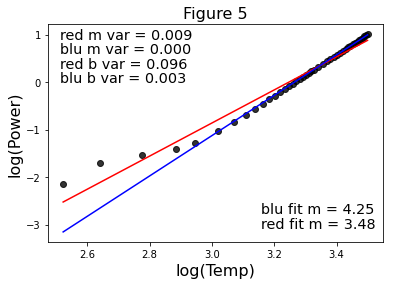 Figure 5
red m var = 0.009
blu m var = 0.000
red b var = 0.096
blu b var = 0.003
1
0
−1
−2
−3
log(Power)
blu fit m = 4.25
red fit m = 3.48
2.6 2.8 3.0 3.2 3.4
log(Temp)